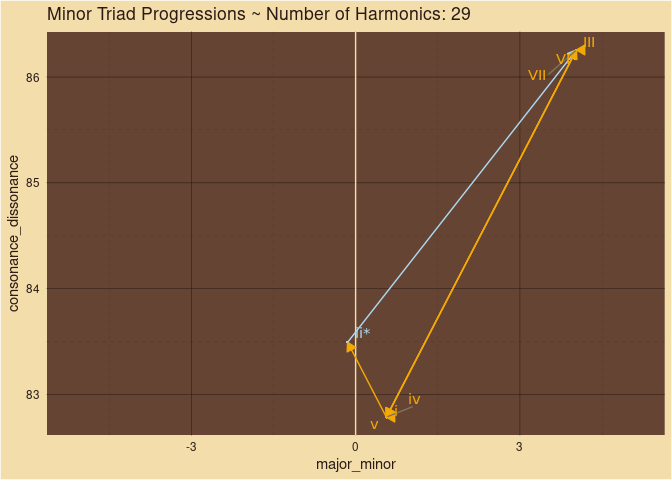 Minor Triad Progressions ~ Number of Harmonics: 29
III
VI
VII
86
85
84
83
consonance_dissonance
ii*
i
iv
v
-3
0
3
major_minor